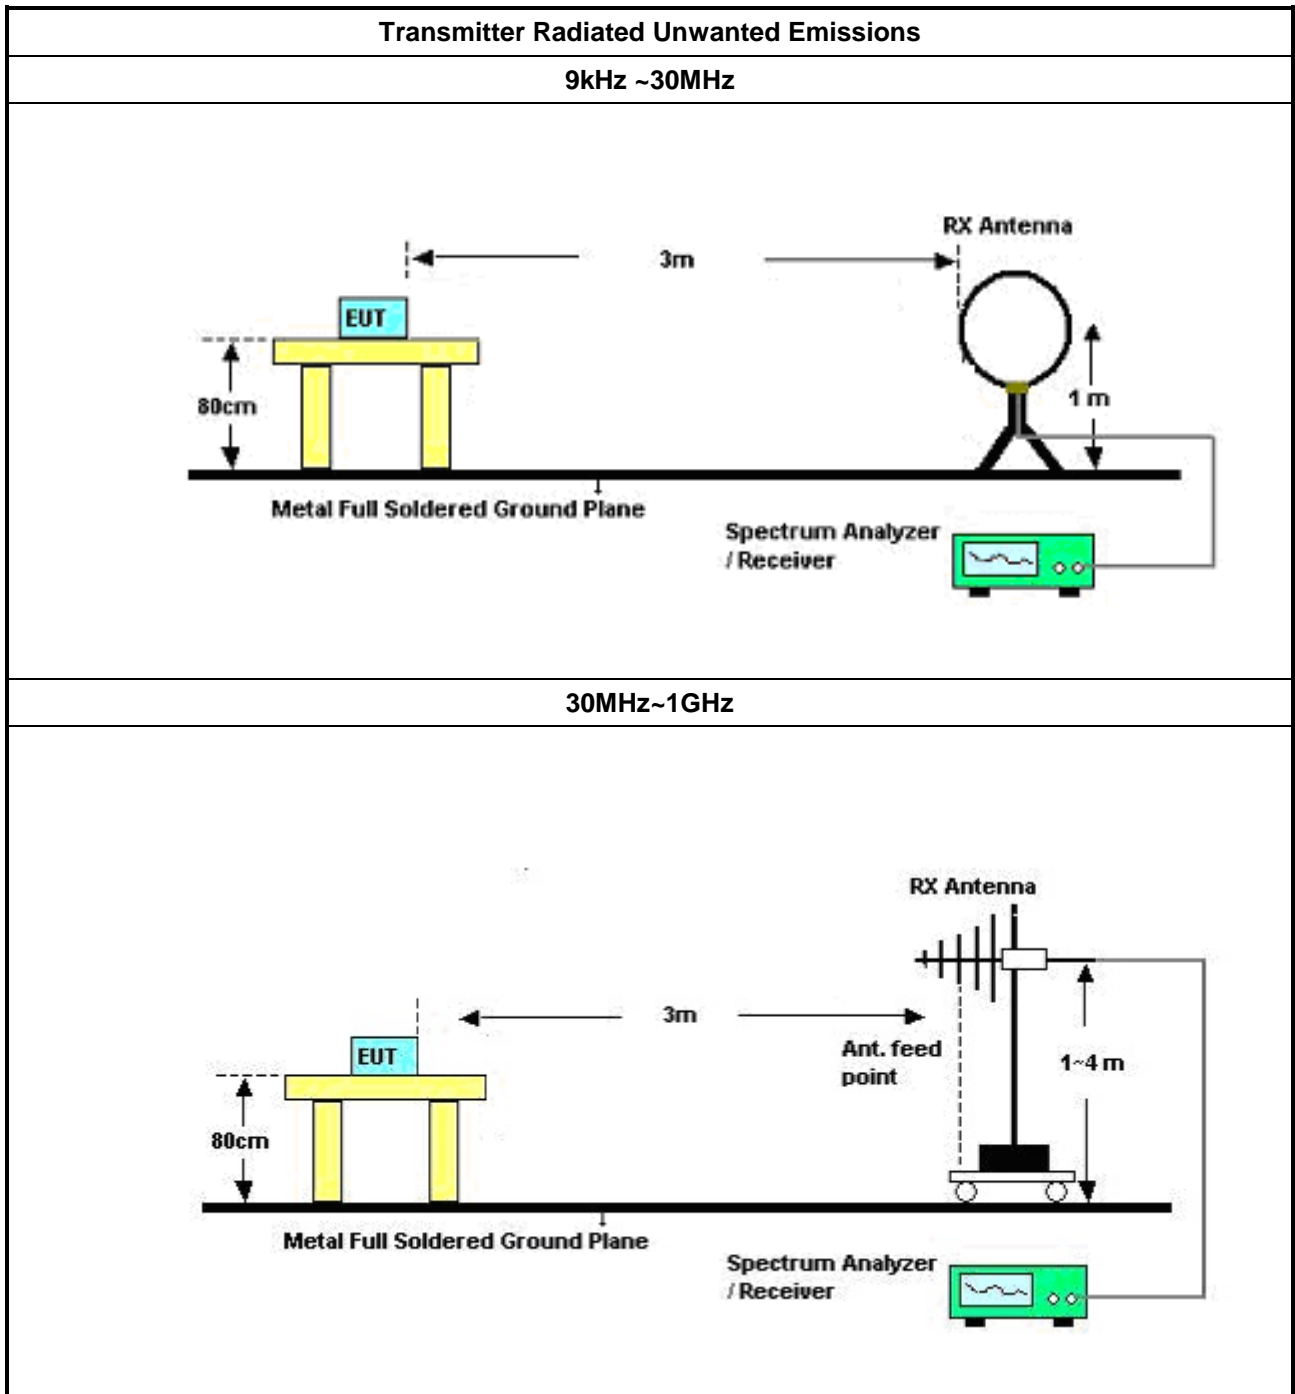 Transmitter Radiated Unwanted Emissions
9kHz ~30MHz
RX Antenna
3m
EUT
80cm
1 m
Metal Full Soldered Ground Plane
Spectrum Analyzer
/ Receiver
30MHz~1GHz
RX Antenna
3m
EUT
Ant. feed
point
1~4 m
80cm
Metal Full Soldered Ground Plane
Spectrum Analyzer
/ Receiver